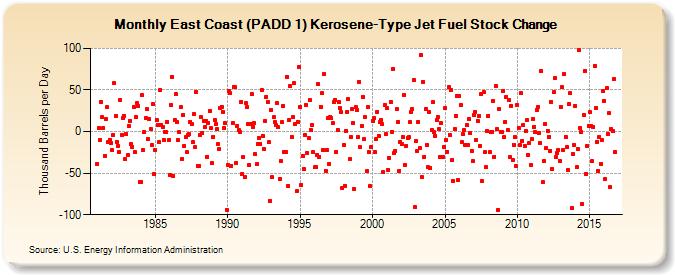 Monthly East Coast (PADD 1) Kerosene-Type Jet Fuel Stock Change
Thousand Barrels per Day
100
50
0
-50
-100
1985 1990 1995 2000 2005 2010 2015
Source: U.S. Energy Information Administration